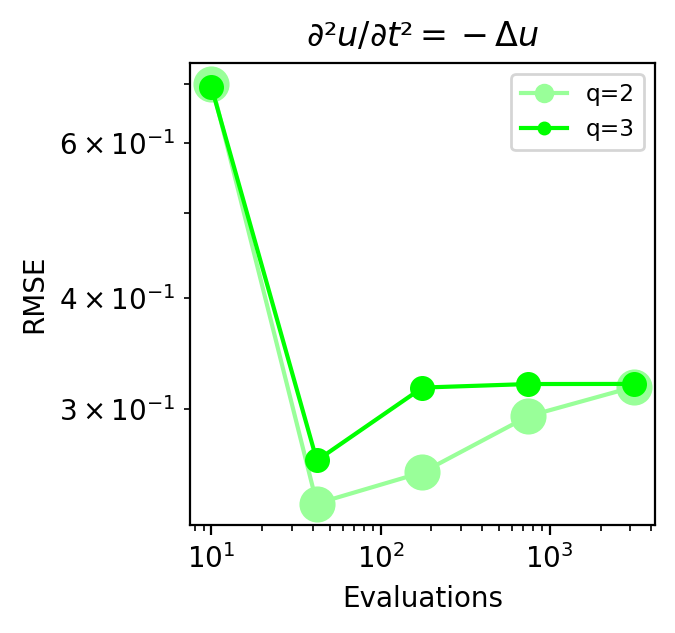 ∂²u/∂t² = −Δu
q=2
q=3
6 × 10⁻¹
4 × 10⁻¹
3 × 10⁻¹
RMSE
10¹ 10² 10³
Evaluations